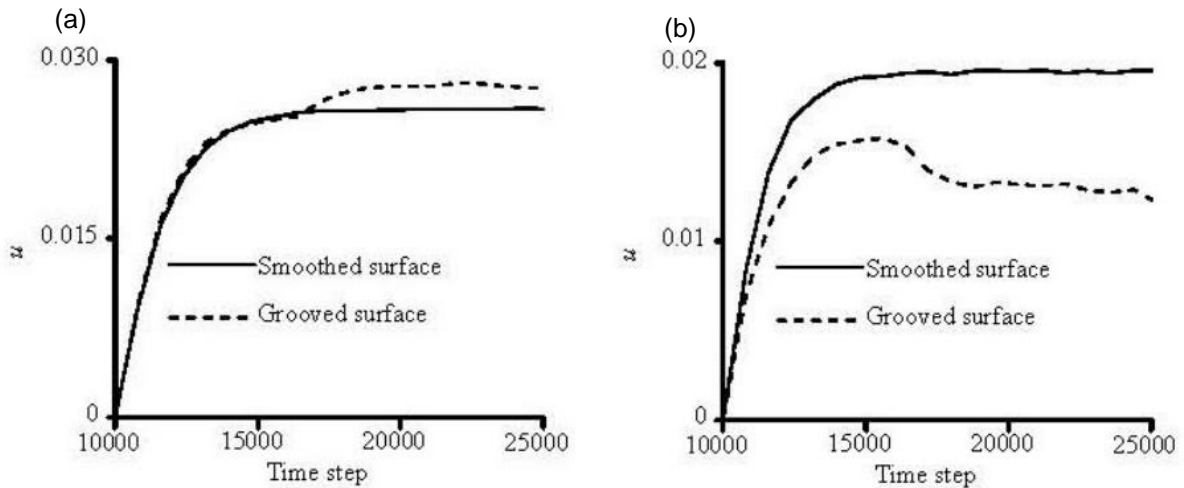 (a)
0.030
0.015
0
u
Smoothed surface
Grooved surface
10000
15000
20000
25000
Time step
(b)
0.02
0.01
0
u
Smoothed surface
Grooved surface
10000
15000
20000
25000
Time step